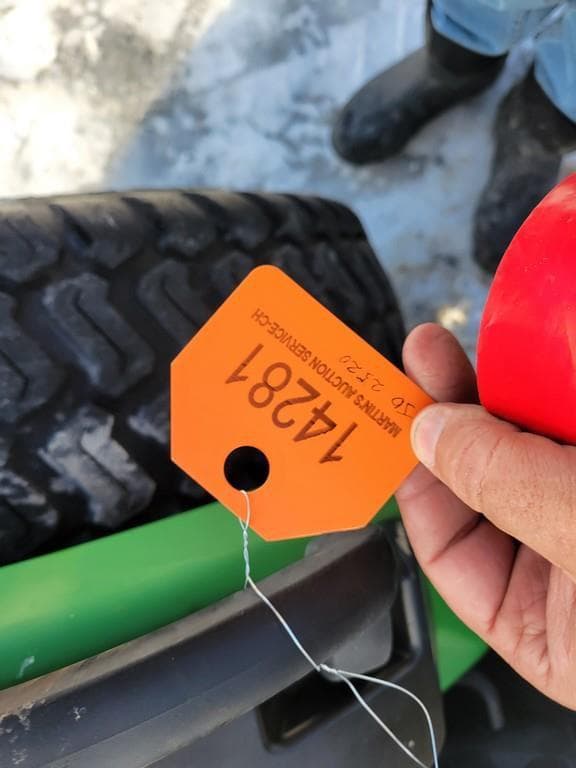 14281
MARTIN'S AUCTION SERVICE-CH
JD 2520